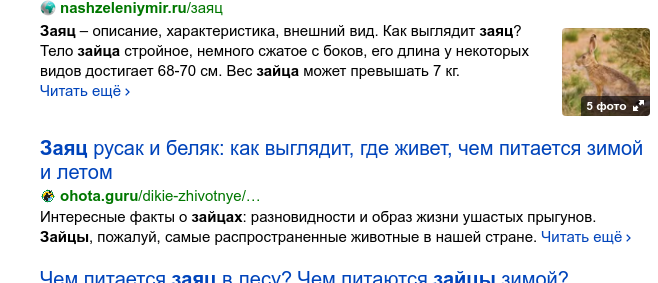 nashzeleniymir.ru/заяц
Заяц – описание, характеристика, внешний вид. Как выглядит заяц?
Тело зайца стройное, немного сжатое с боков, его длина у некоторых
видов достигает 68-70 см. Вес зайца может превышать 7 кг.
Читать ещё ›
5 фото
Заяц русак и беляк: как выглядит, где живет, чем питается зимой
и летом
ohota.guru/dikie-zhivotnye/…
Интересные факты о зайцах: разновидности и образ жизни ушастых прыгунов.
Зайцы, пожалуй, самые распространенные животные в нашей стране. Читать ещё ›
Чем питается заяц в лесу? Чем питаются зайцы зимой?